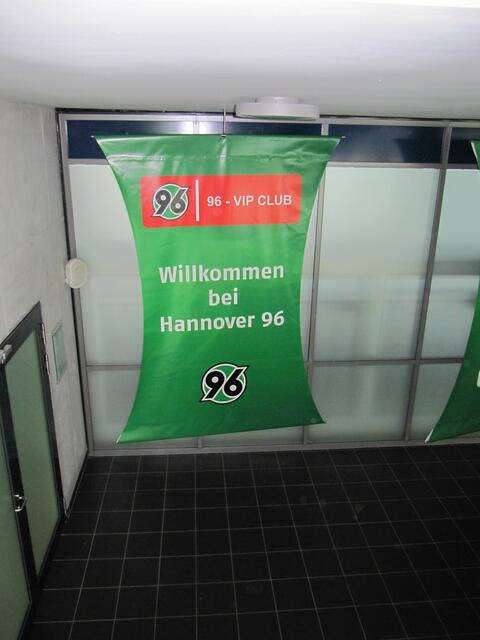 96 96 - VIP CLUB
Willkommen
bei
Hannover 96
96